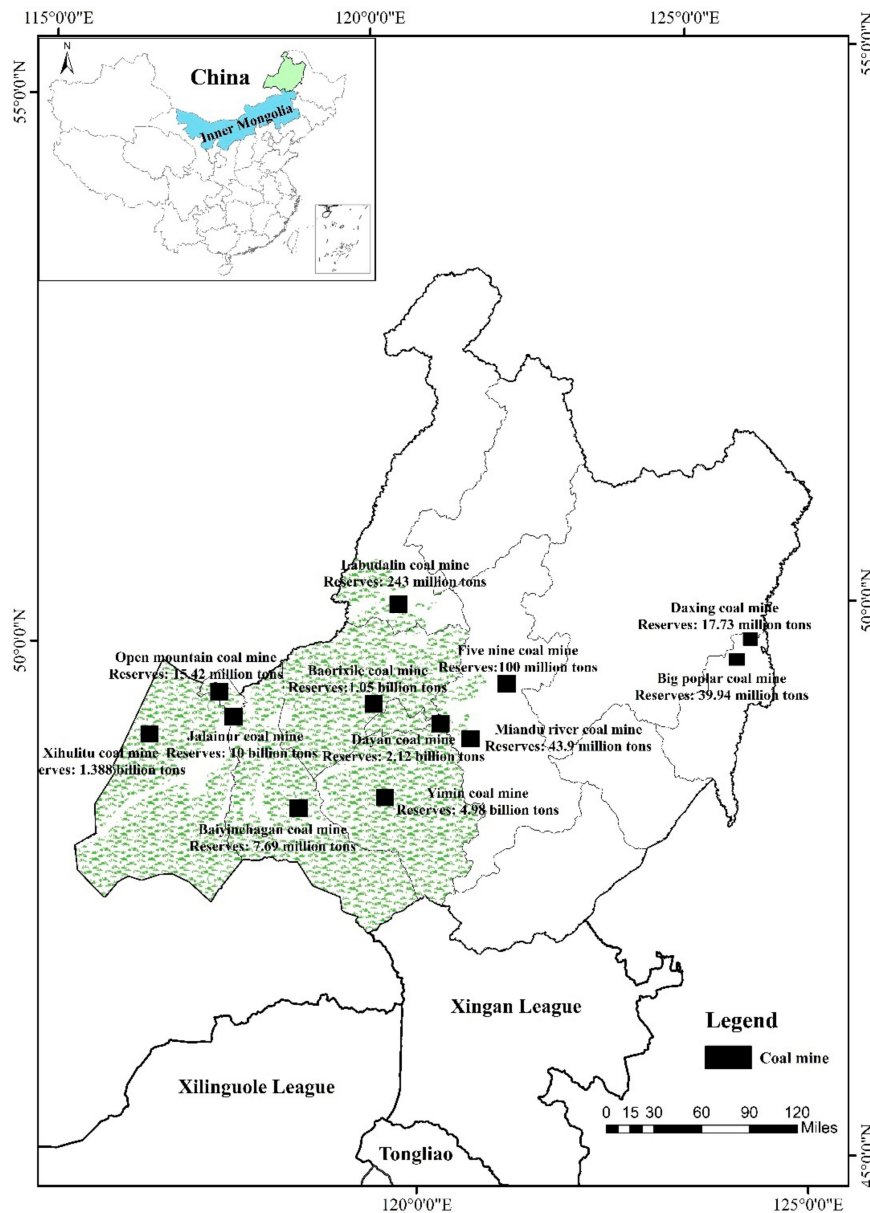 115°0'0"E
120°0'0"E
125°0'0"E
55°0'0"N
55°0'0"N
N
China
Inner Mongolia
Labudalin coal mine
Reserves: 243 million tons
50°0'0"N
50°0'0"N
Daxing coal mine
Reserves: 17.73 million tons
Five nine coal mine
Reserves:100 million tons
Open mountain coal mine
Reserves: 15.42 million tons
Baorixile coal mine
Reserves:1.05 billion tons
Big poplar coal mine
Reserves: 39.94 million tons
Jalainur coal mine
Reserves: 10 billion tons
Dayan coal mine
Reserves: 2.12 billion tons
Miandu river coal mine
Reserves: 43.9 million tons
Xihulitu coal mine
erves: 1.388 billion tons
Yimin coal mine
Reserves: 4.98 billion tons
Baiyinchagan coal mine
Reserves: 7.69 million tons
Xingan League
Legend
Coal mine
Xilinguole League
0 15 30 60 90 120
Miles
Tongliao
45°0'0"N
120°0'0"E
125°0'0"E